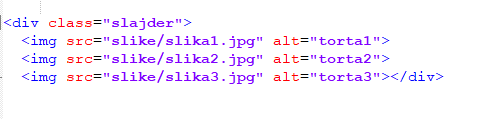 <div class="slajder">
<img src="slike/slika1.jpg" alt="torta1">
<img src="slike/slika2.jpg" alt="torta2">
<img src="slike/slika3.jpg" alt="torta3"></div>